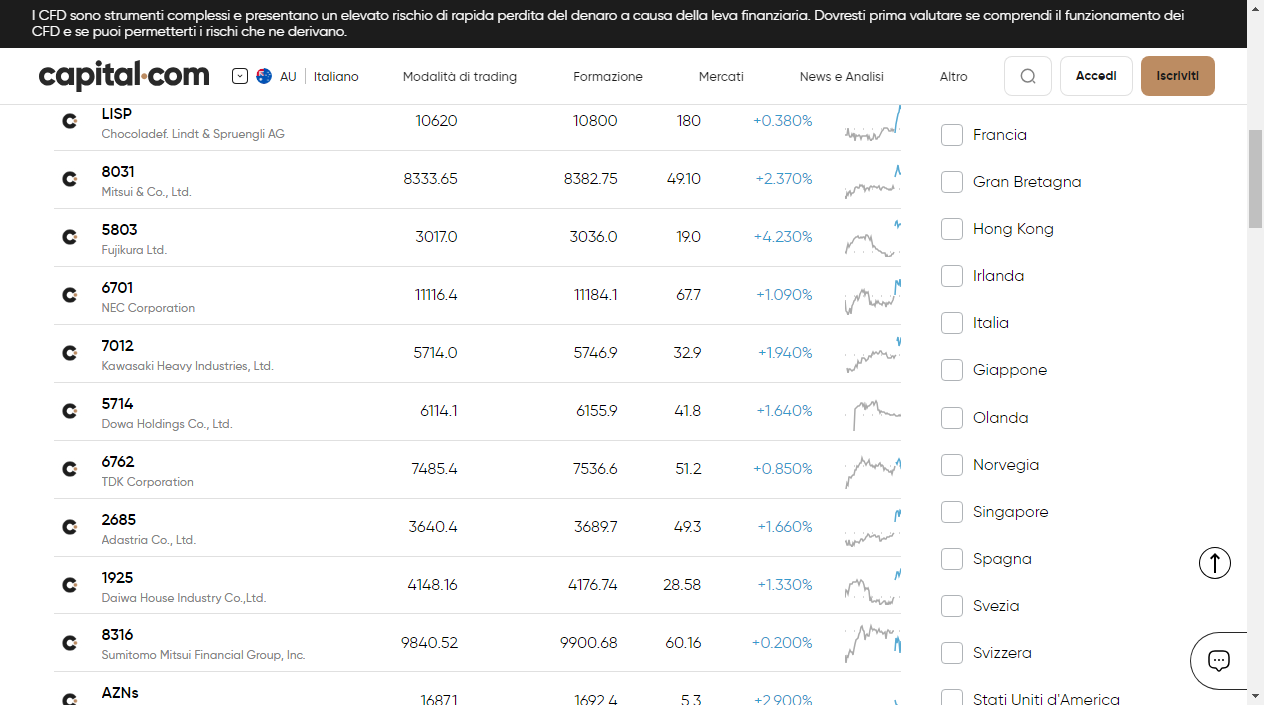 I CFD sono strumenti complessi e presentano un elevato rischio di rapida perdita del denaro a causa della leva finanziaria. Dovresti prima valutare se comprendi il funzionamento dei
CFD e se puoi permetterti i rischi che ne derivano.
capital.com AU Italiano Modalità di trading Formazione Mercati News e Analisi Altro Accedi Iscriviti
LISP
Chocoladef. Lindt & Spruengli AG
10620 10800 180 +0.380%
8031
Mitsui & Co., Ltd.
8333.65 8382.75 49.10 +2.370%
5803
Fujikura Ltd.
3017.0 3036.0 19.0 +4.230%
6701
NEC Corporation
11116.4 11184.1 67.7 +1.090%
7012
Kawasaki Heavy Industries, Ltd.
5714.0 5746.9 32.9 +1.940%
5714
Dowa Holdings Co., Ltd.
6114.1 6155.9 41.8 +1.640%
6762
TDK Corporation
7485.4 7536.6 51.2 +0.850%
2685
Adastria Co., Ltd.
3640.4 3689.7 49.3 +1.660%
1925
Daiwa House Industry Co.,Ltd.
4148.16 4176.74 28.58 +1.330%
8316
Sumitomo Mitsui Financial Group, Inc.
9840.52 9900.68 60.16 +0.200%
AZNs
1687.1 1692.4 5.3 +2.900%
Francia
Gran Bretagna
Hong Kong
Irlanda
Italia
Giappone
Olanda
Norvegia
Singapore
Spagna
Svezia
Svizzera
Stati Uniti d'America